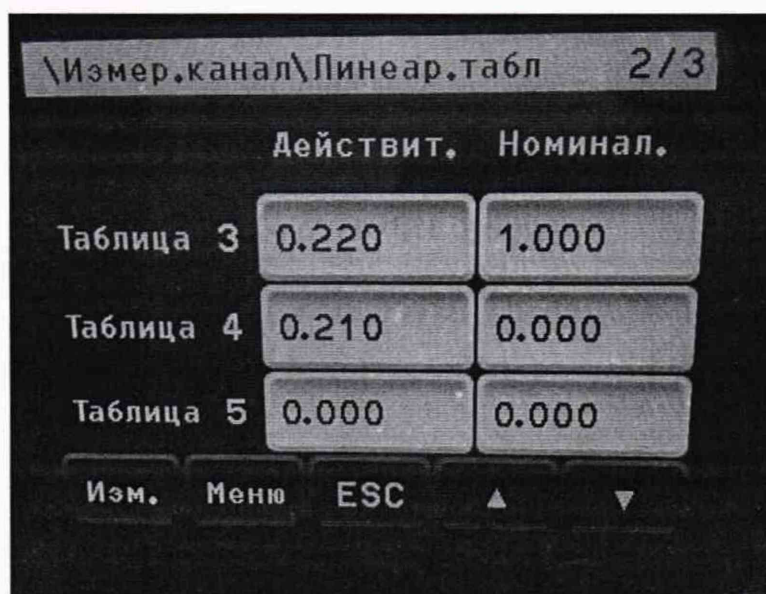 \Измер.канал\Линеар.табл 2/3
Действит. Номинал.
Таблица 3 0.220 1.000
Таблица 4 0.210 0.000
Таблица 5 0.000 0.000
Изм. Меню ESC ▲ ▼